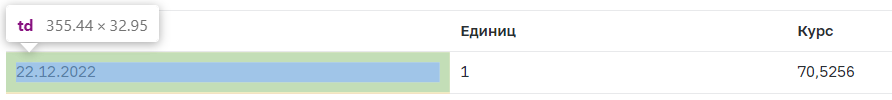 td 355.44 × 32.95
Единиц Курс
22.12.2022 1 70,5256